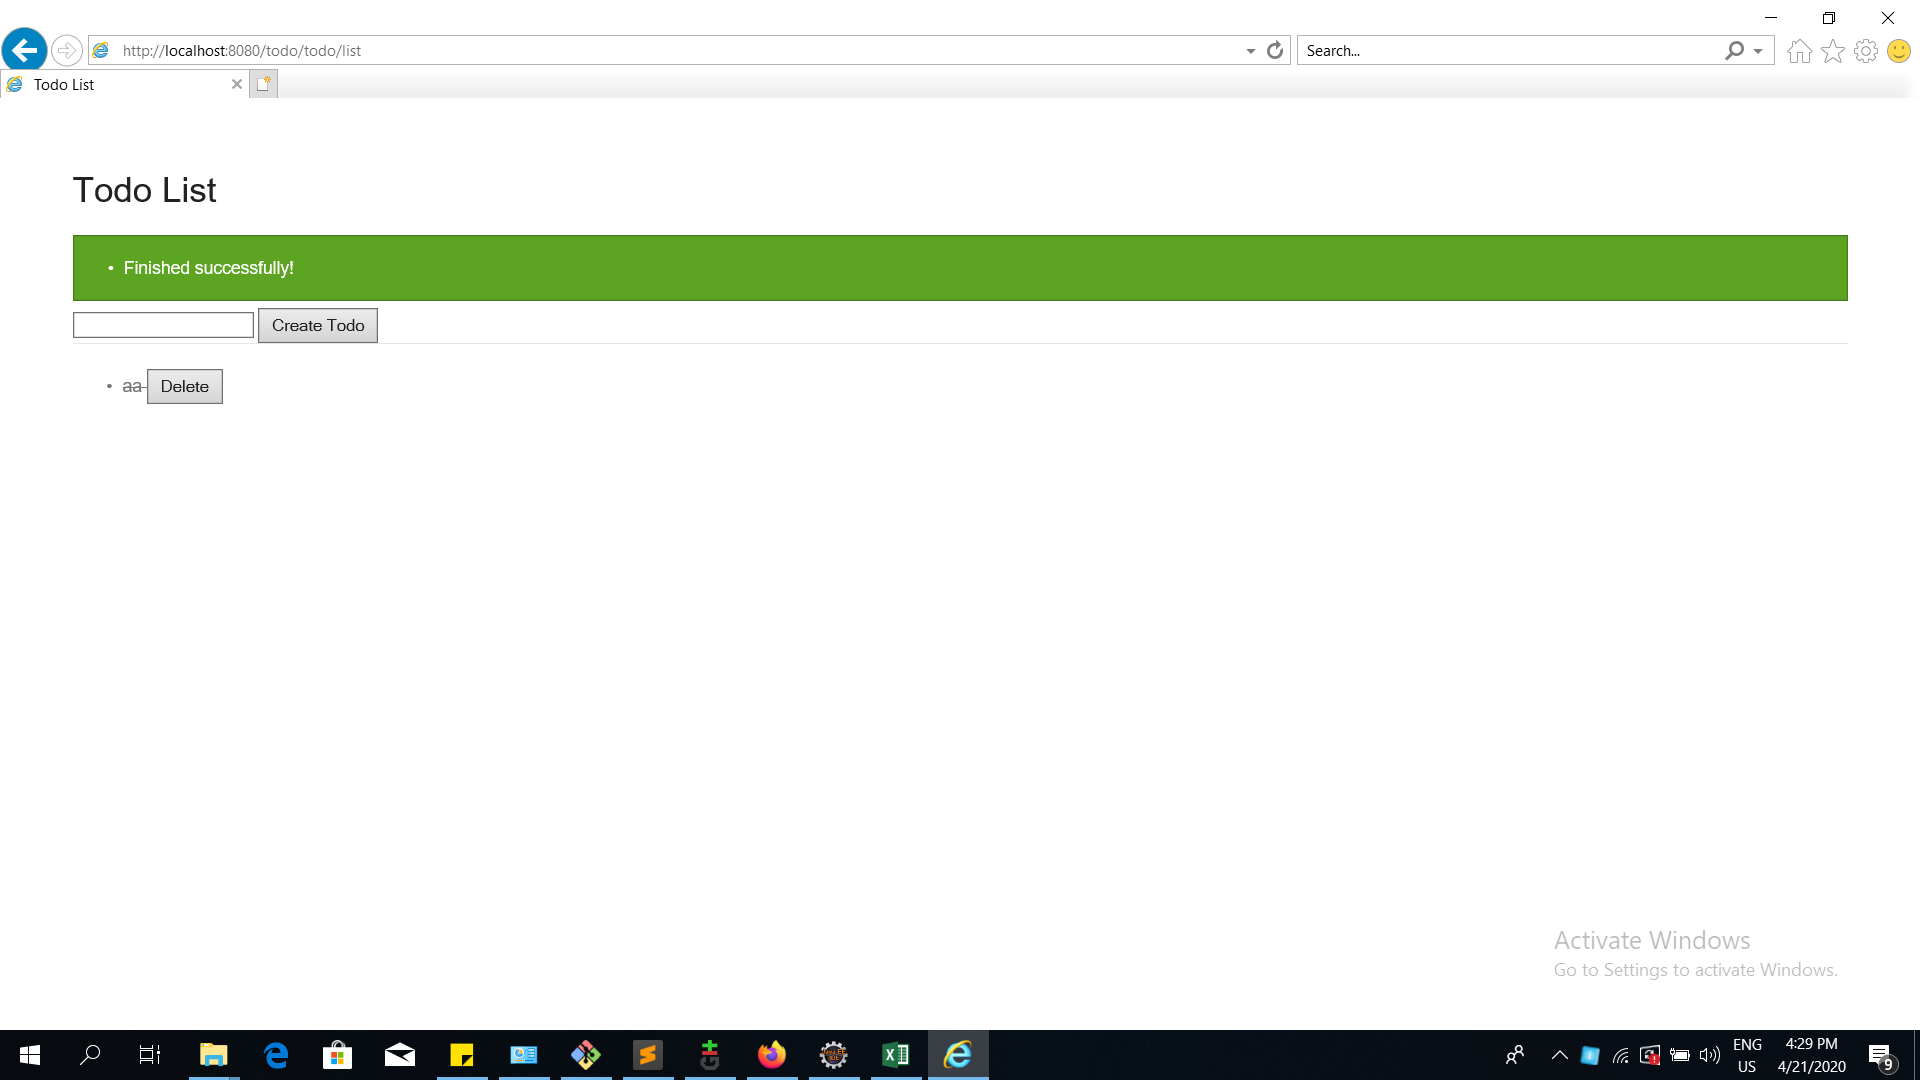 http://localhost:8080/todo/todo/list
Search...
Todo List
Todo List
• Finished successfully!
Create Todo
• aa Delete
Activate Windows
Go to Settings to activate Windows.
ENG
US
4:29 PM
4/21/2020
9